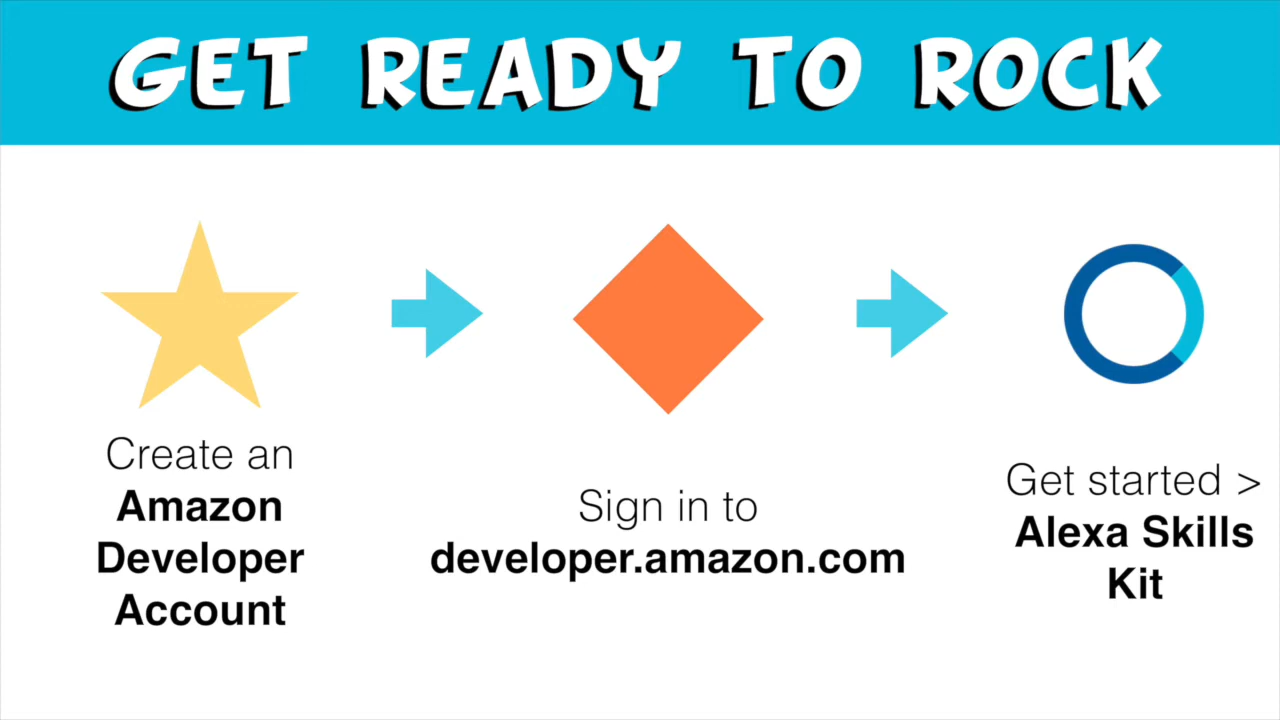 GET READY TO ROCK
Create an
Amazon
Developer
Account
Sign in to
developer.amazon.com
Get started >
Alexa Skills
Kit